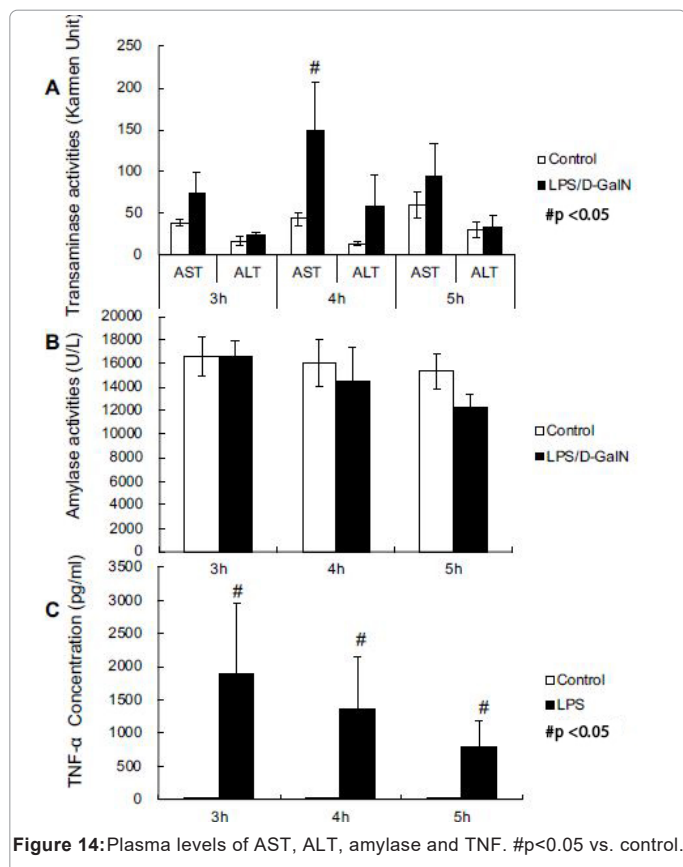 A
Transaminase activities (Karmen Unit)
250
200
150
100
50
0
#
AST
ALT
AST
ALT
AST
ALT
3h
4h
5h
Control
LPS/D-GalN
#p <0.05
B
Amylase activities (U/L)
20000
18000
16000
14000
12000
10000
8000
6000
4000
2000
0
3h
4h
5h
Control
LPS/D-GalN
C
TNF-α Concentration (pg/ml)
3500
3000
2500
2000
1500
1000
500
0
#
#
#
3h
4h
5h
Control
LPS
#p <0.05
Figure 14:Plasma levels of AST, ALT, amylase and TNF. #p<0.05 vs. control.